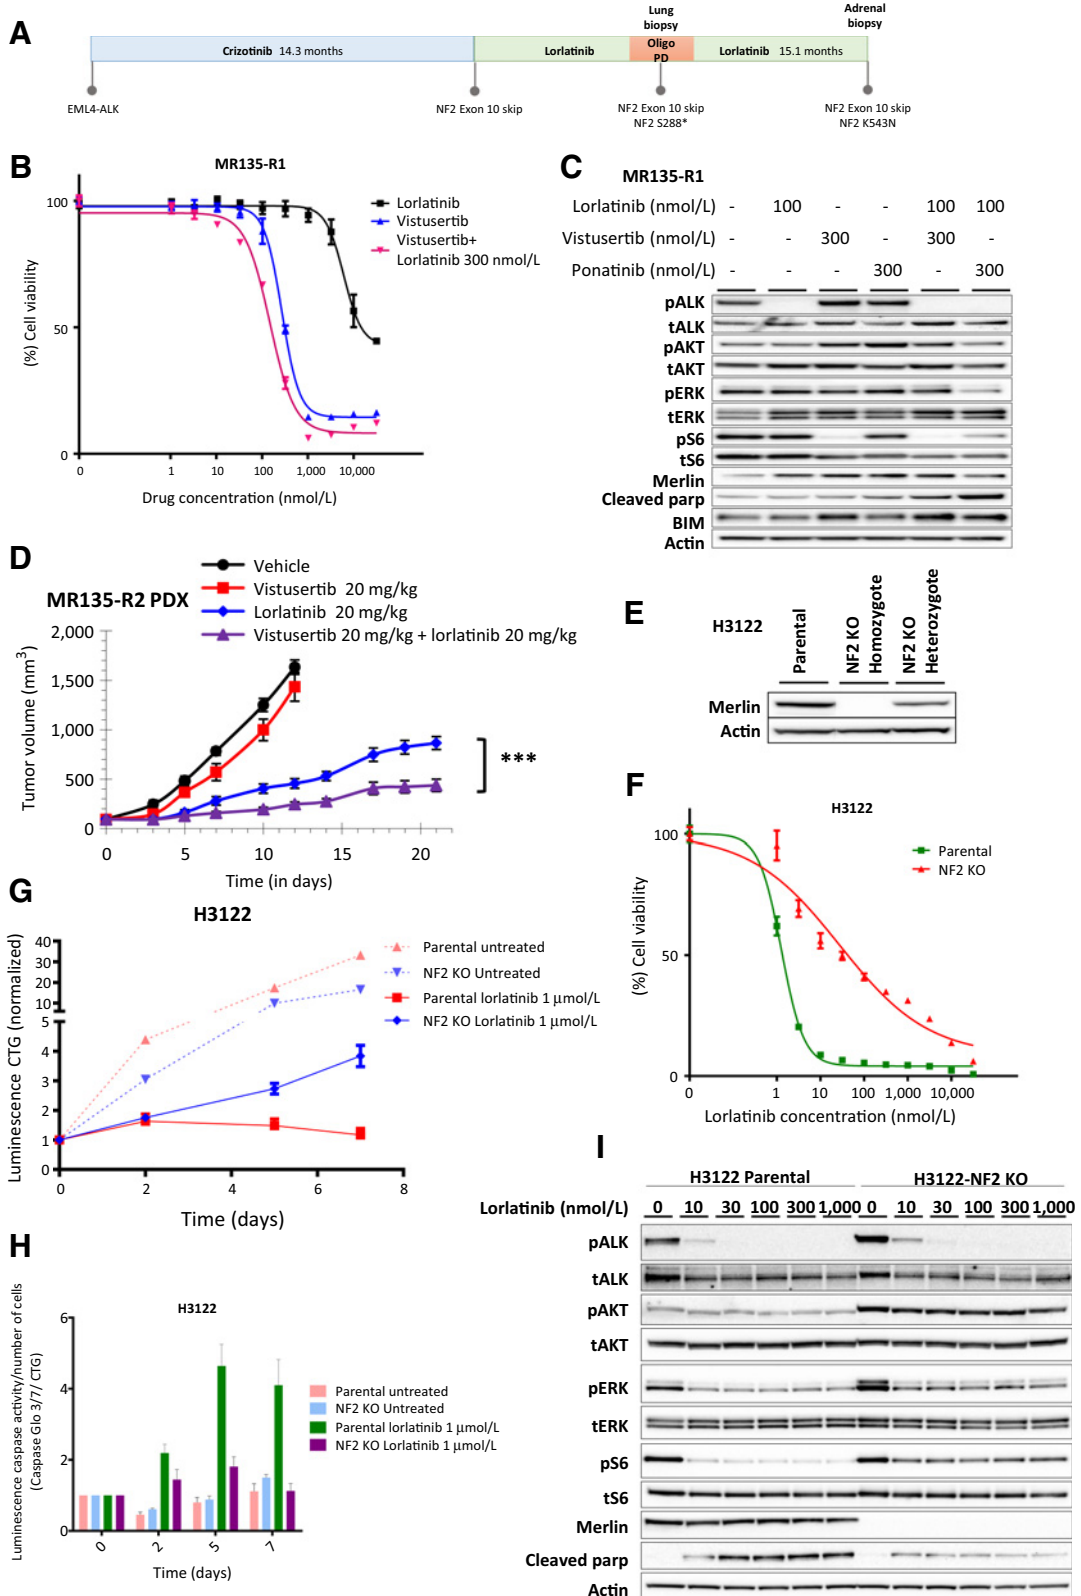 A
Lung
biopsy
Adrenal
biopsy
Crizotinib 14.3 months
Lorlatinib
Oligo
PD
Lorlatinib 15.1 months
EML4-ALK
NF2 Exon 10 skip
NF2 Exon 10 skip
NF2 S288*
NF2 Exon 10 skip
NF2 K543N
B
MR135-R1
100
50
0
(%) Cell viability
0 1 10 100 1,000 10,000
Drug concentration (nmol/L)
Lorlatinib
Vistusertib
Vistusertib+
Lorlatinib 300 nmol/L
C
MR135-R1
Lorlatinib (nmol/L) - 100 - - 100 100
Vistusertib (nmol/L) - - 300 - 300 -
Ponatinib (nmol/L) - - - 300 - 300
pALK
tALK
pAKT
tAKT
pERK
tERK
pS6
tS6
Merlin
Cleaved parp
BIM
Actin
D
MR135-R2 PDX
Vehicle
Vistusertib 20 mg/kg
Lorlatinib 20 mg/kg
Vistusertib 20 mg/kg + lorlatinib 20 mg/kg
Tumor volume (mm3)
2,000
1,500
1,000
500
0
0 5 10 15 20
Time (in days)
***
E
H3122
Parental
NF2 KO
Homozygote
NF2 KO
Heterozygote
Merlin
Actin
F
H3122
100
50
0
(%) Cell viability
0 1 10 100 1,000 10,000
Lorlatinib concentration (nmol/L)
Parental
NF2 KO
G
H3122
Luminescence CTG (normalized)
40
30
20
10
5
4
3
2
1
0
0 2 4 6 8
Time (days)
Parental untreated
NF2 KO Untreated
Parental lorlatinib 1 μmol/L
NF2 KO Lorlatinib 1 μmol/L
H
H3122
Luminescence caspase activity/number of cells
(Caspase Glo 3/7/ CTG)
6
4
2
0
0 2 5 7
Time (days)
Parental untreated
NF2 KO Untreated
Parental lorlatinib 1 μmol/L
NF2 KO Lorlatinib 1 μmol/L
I
H3122 Parental
H3122-NF2 KO
Lorlatinib (nmol/L) 0 10 30 100 300 1,000 0 10 30 100 300 1,000
pALK
tALK
pAKT
tAKT
pERK
tERK
pS6
tS6
Merlin
Cleaved parp
Actin